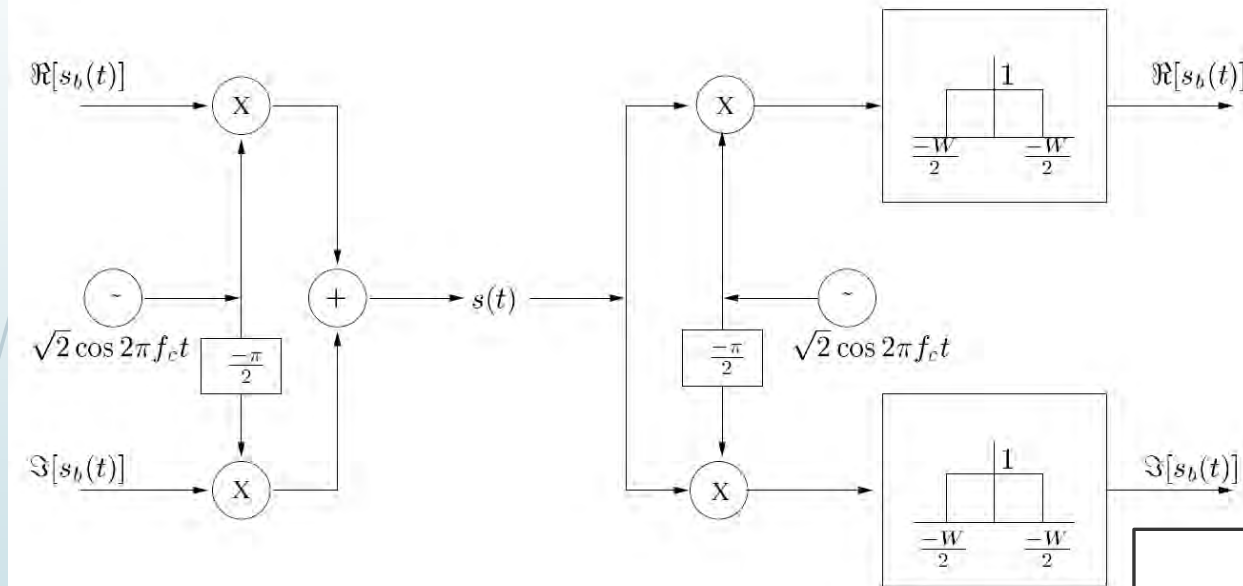 ℜ[s_b(t)]
X
~
√2 cos 2πf_c t
-π/2
+
ℑ[s_b(t)]
X
s(t)
X
~
√2 cos 2πf_c t
-π/2
X
1
-W/2 -W/2
ℜ[s_b(t)]
1
-W/2 -W/2
ℑ[s_b(t)]